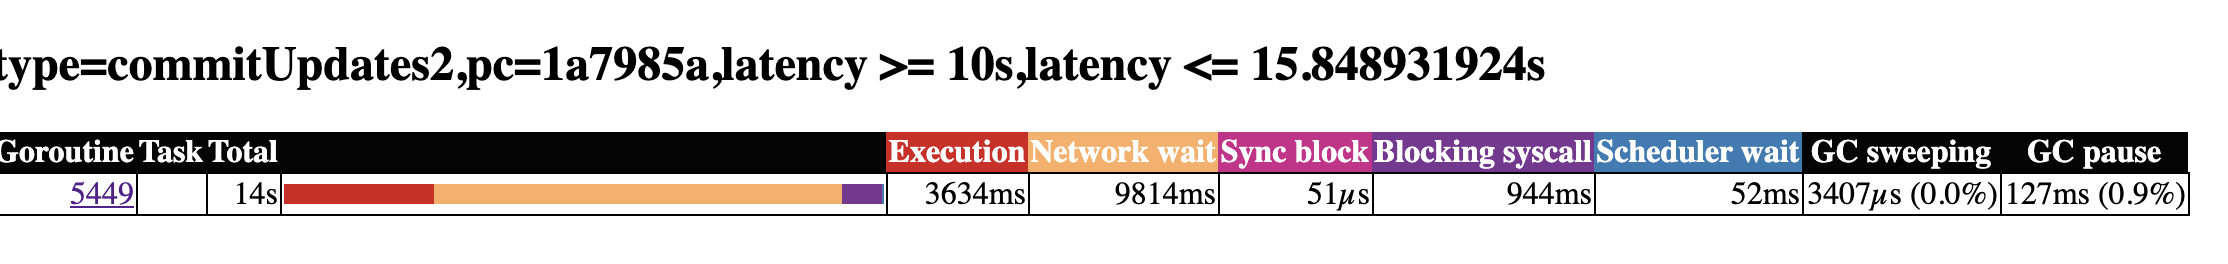 type=commitUpdates2,pc=1a7985a,latency >= 10s,latency <= 15.848931924s
Goroutine Task Total Execution Network wait Sync block Blocking syscall Scheduler wait GC sweeping GC pause
5449 14s 3634ms 9814ms 51µs 944ms 52ms 3407µs (0.0%) 127ms (0.9%)